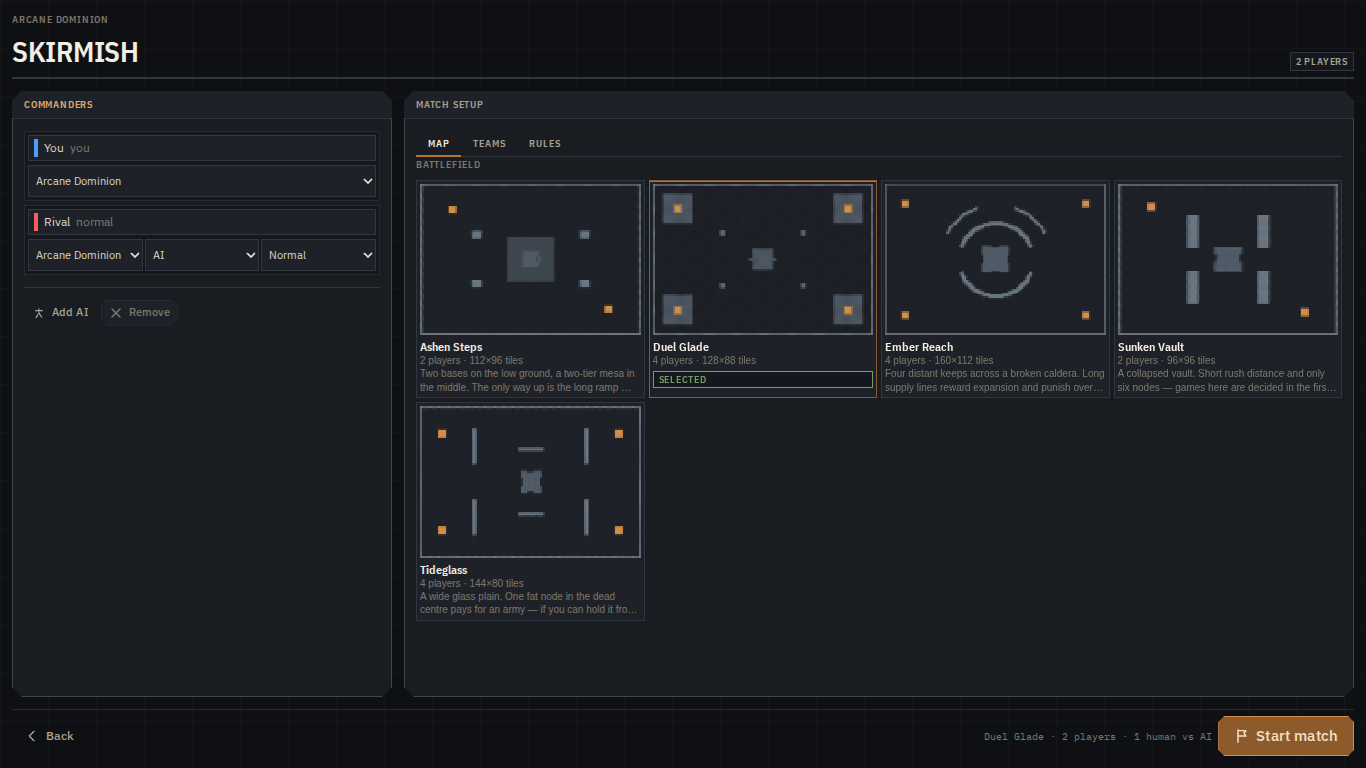 ARCANE DOMINION
SKIRMISH
2 PLAYERS
COMMANDERS
You you
Arcane Dominion
Rival normal
Arcane Dominion AI Normal
Add AI Remove
MATCH SETUP
MAP TEAMS RULES
BATTLEFIELD
Ashen Steps
2 players · 112×96 tiles
Two bases on the low ground, a two-tier mesa in
the middle. The only way up is the long ramp ...
Duel Glade
4 players · 128×88 tiles
SELECTED
Ember Reach
4 players · 160×112 tiles
Four distant keeps across a broken caldera. Long
supply lines reward expansion and punish over...
Sunken Vault
2 players · 96×96 tiles
A collapsed vault. Short rush distance and only
six nodes — games here are decided in the firs...
Tideglass
4 players · 144×80 tiles
A wide glass plain. One fat node in the dead
centre pays for an army — if you can hold it fro...
Back
Duel Glade · 2 players · 1 human vs AI
Start match